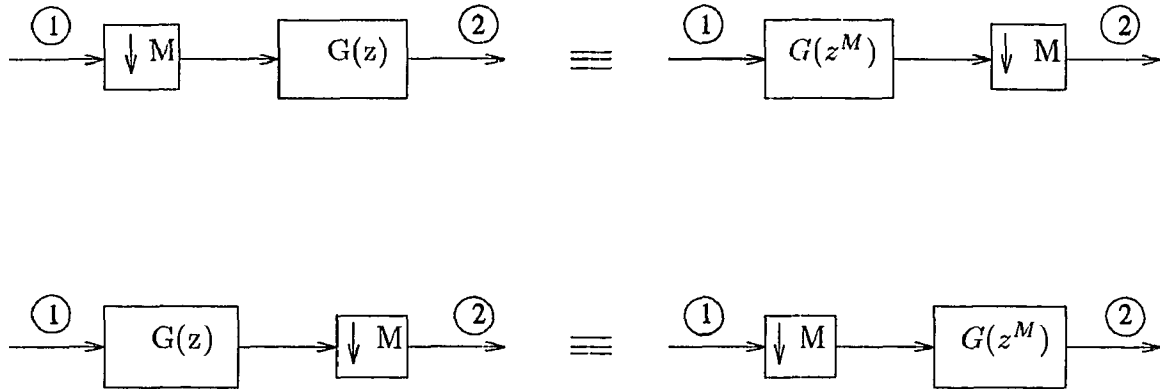 ① ② ≡ ① ②
↓ M G(z) G(z^M) ↓ M
① ② ≡ ① ②
G(z) ↓ M ↓ M G(z^M)